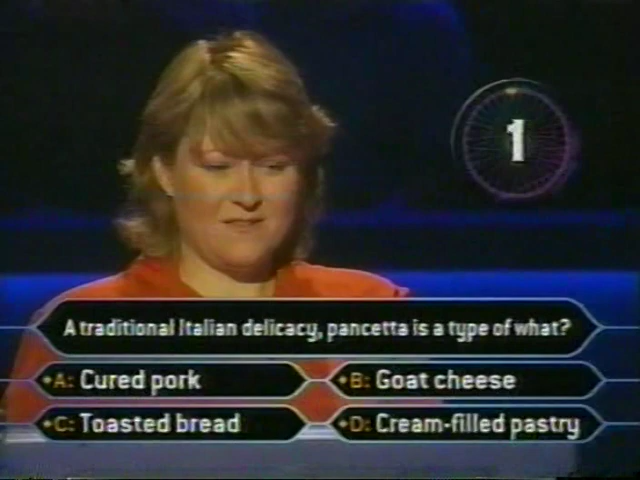 1
A traditional Italian delicacy, pancetta is a type of what?
A: Cured pork
B: Goat cheese
C: Toasted bread
D: Cream-filled pastry